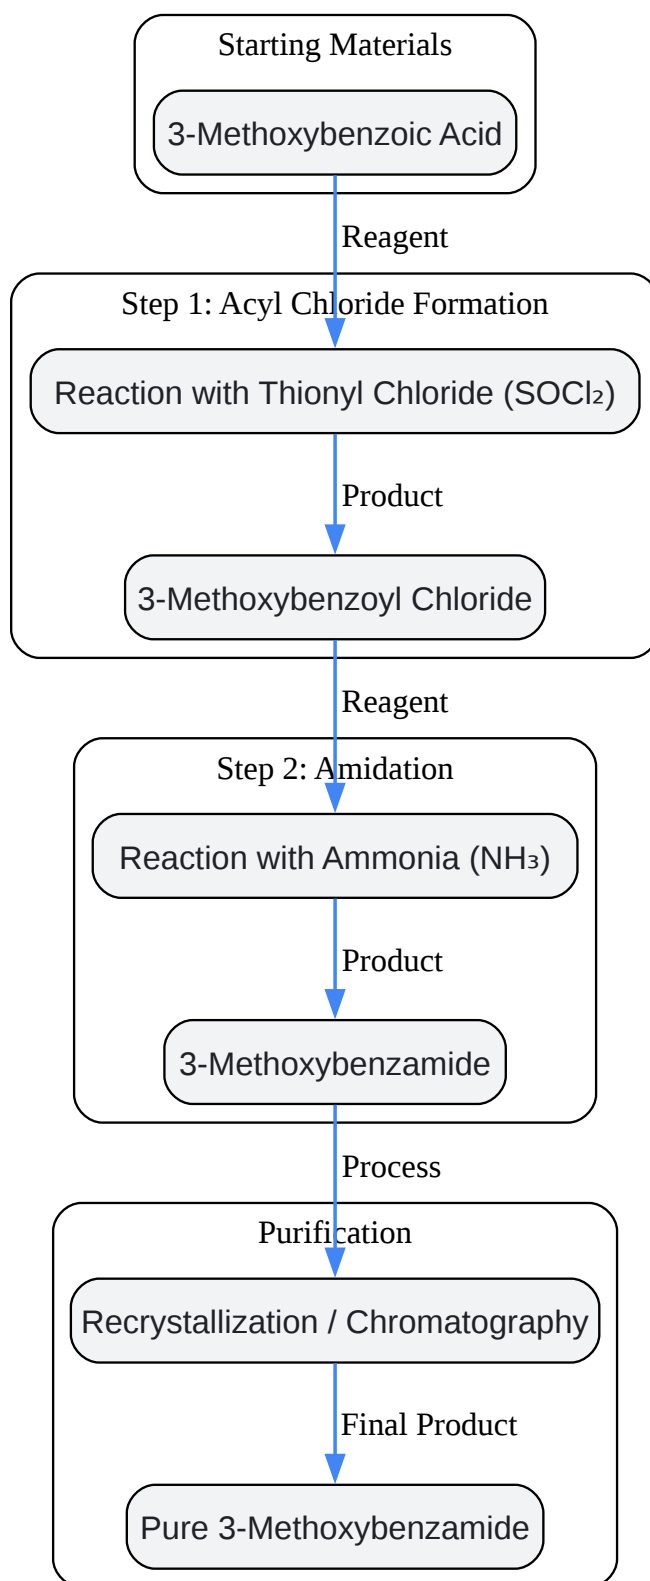 Starting Materials
3-Methoxybenzoic Acid
Reagent
Step 1: Acyl Chloride Formation
Reaction with Thionyl Chloride (SOCl₂)
Product
3-Methoxybenzoyl Chloride
Reagent
Step 2: Amidation
Reaction with Ammonia (NH₃)
Product
3-Methoxybenzamide
Process
Purification
Recrystallization / Chromatography
Final Product
Pure 3-Methoxybenzamide